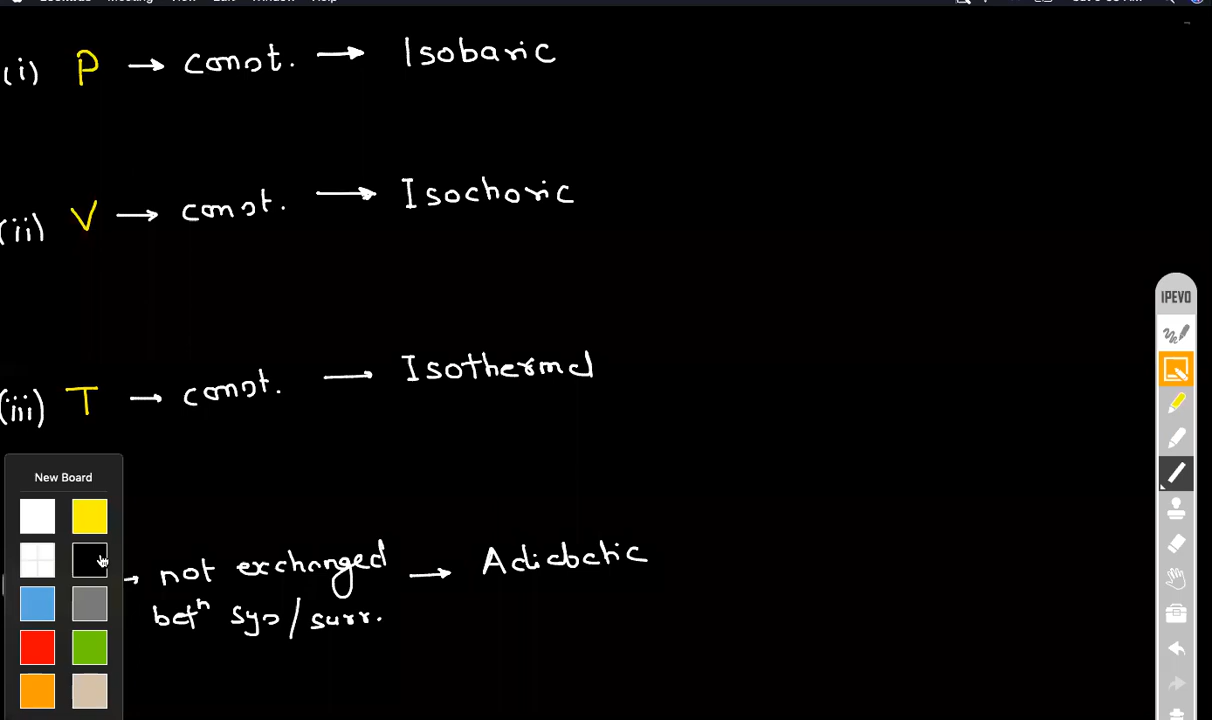 (i) P → const. → Isobaric
(ii) V → const. → Isochoric
IPEVO
(iii) T → const. → Isothermal
New Board
→ not exchanged → Adiabatic
betⁿ sys/surr.